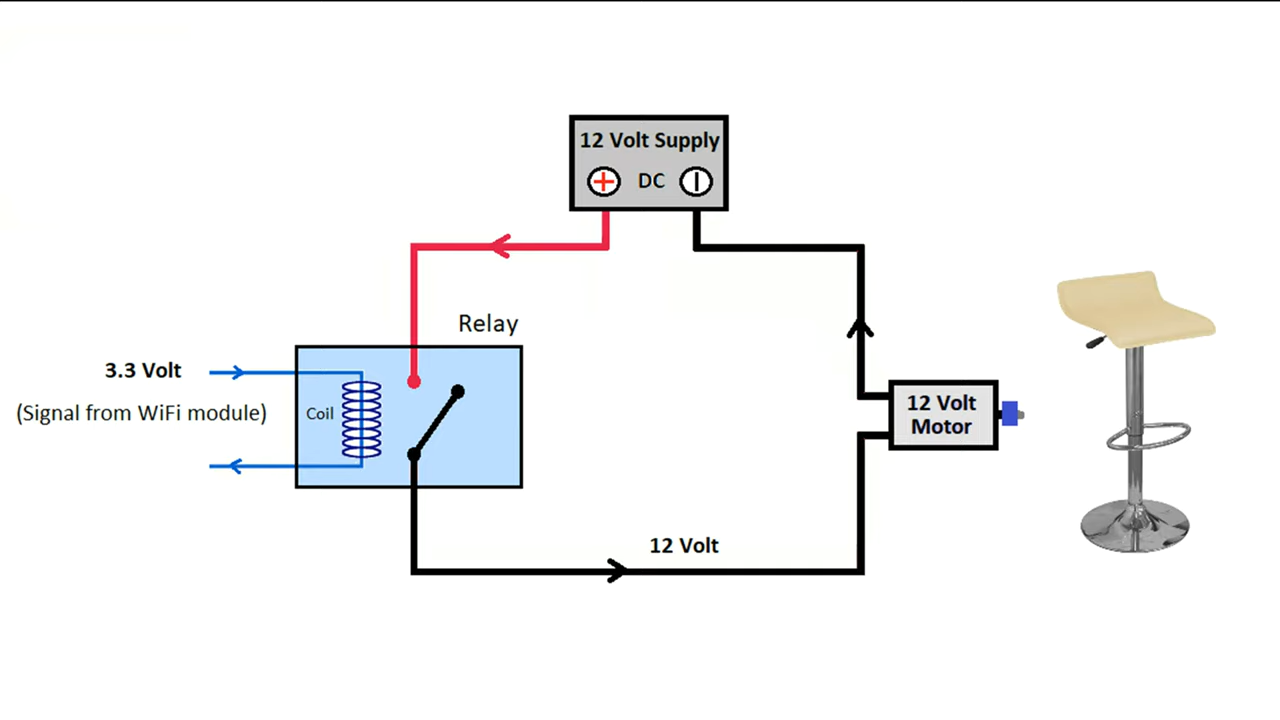 12 Volt Supply
DC
Relay
3.3 Volt
(Signal from WiFi module)
Coil
12 Volt
Motor
12 Volt